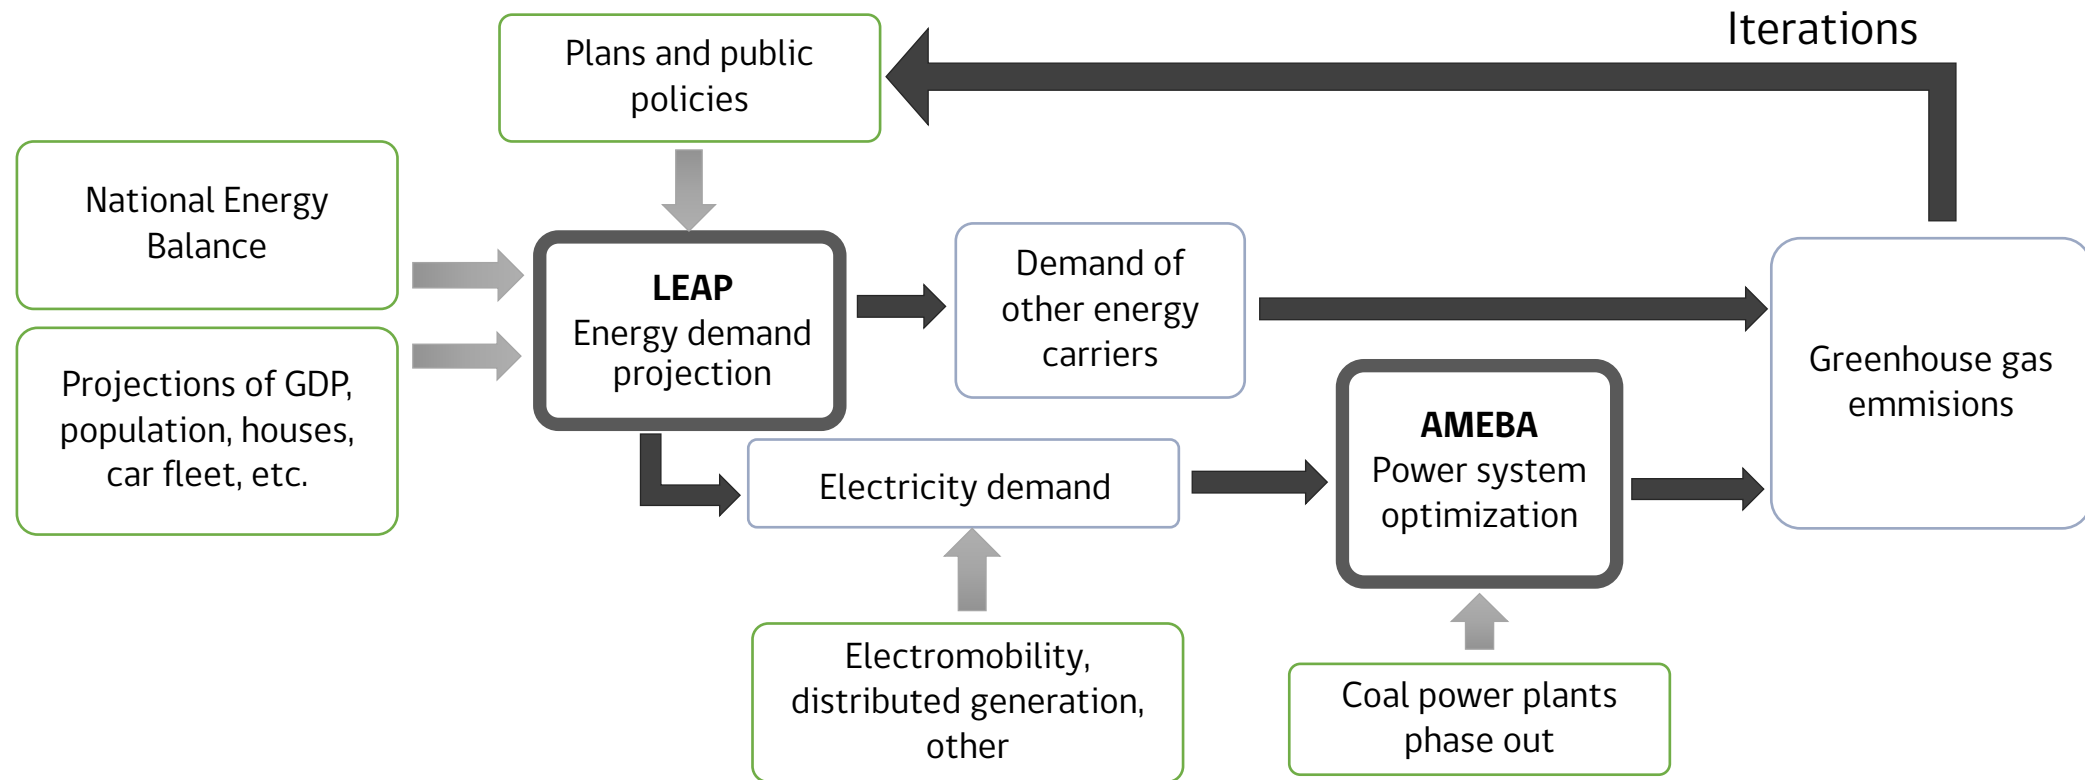 Iterations
Plans and public
policies
National Energy
Balance
Projections of GDP,
population, houses,
car fleet, etc.
LEAP
Energy demand
projection
Demand of
other energy
carriers
Electricity demand
AMEBA
Power system
optimization
Greenhouse gas
emmisions
Electromobility,
distributed generation,
other
Coal power plants
phase out